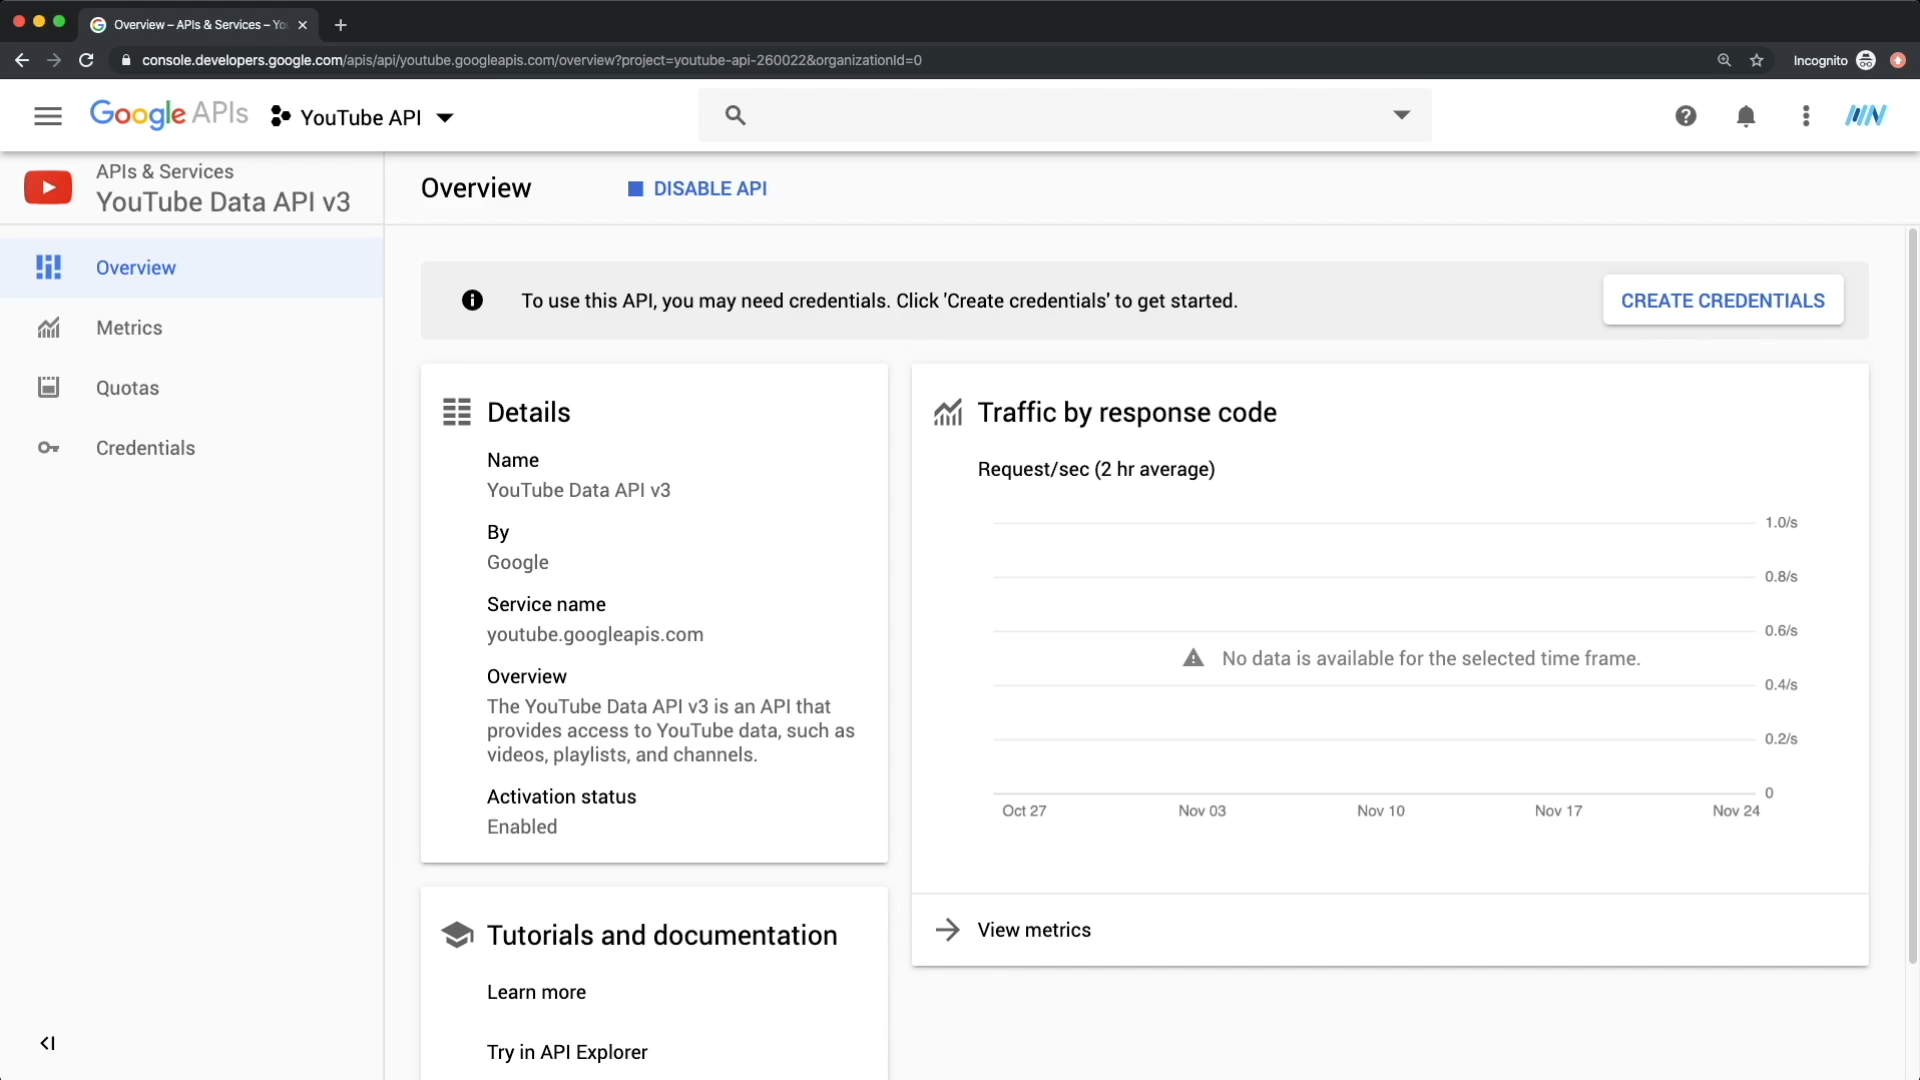 Overview – APIs & Services – Yo
console.developers.google.com/apis/api/youtube.googleapis.com/overview?project=youtube-api-260022&organizationId=0
Incognito
Google APIs
YouTube API
APIs & Services
YouTube Data API v3
Overview
DISABLE API
Overview
Metrics
Quotas
Credentials
To use this API, you may need credentials. Click 'Create credentials' to get started.
CREATE CREDENTIALS
Details
Name
YouTube Data API v3
By
Google
Service name
youtube.googleapis.com
Overview
The YouTube Data API v3 is an API that
provides access to YouTube data, such as
videos, playlists, and channels.
Activation status
Enabled
Traffic by response code
Request/sec (2 hr average)
1.0/s
0.8/s
0.6/s
No data is available for the selected time frame.
0.4/s
0.2/s
0
Oct 27 Nov 03 Nov 10 Nov 17 Nov 24
View metrics
Tutorials and documentation
Learn more
Try in API Explorer